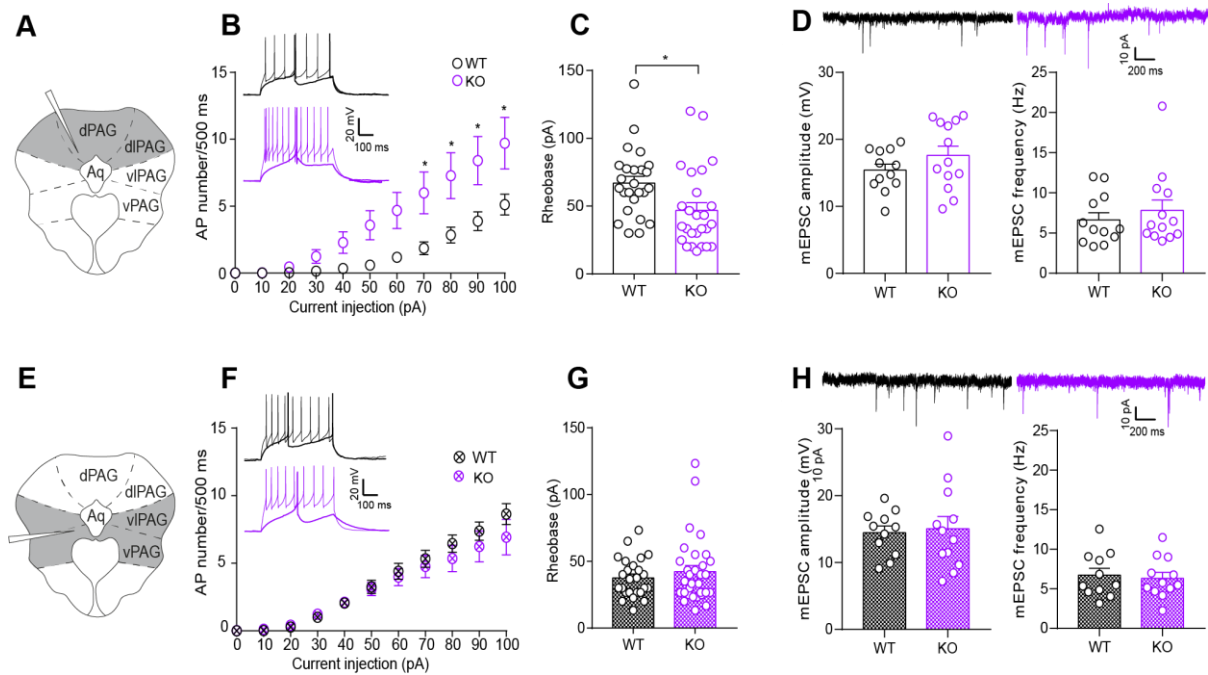 A
dPAG
dlPAG
Aq
vlPAG
vPAG
B
WT
KO
20 mV
100 ms
* * * *
AP number/500 ms
15
10
5
0
0 10 20 30 40 50 60 70 80 90 100
Current injection (pA)
C
*
Rheobase (pA)
150
100
50
0
WT KO
D
10 pA
200 ms
mEPSC amplitude (mV)
30
20
10
0
WT KO
mEPSC frequency (Hz)
25
20
15
10
5
0
WT KO
E
dPAG
dlPAG
Aq
vlPAG
vPAG
F
WT
KO
20 mV
100 ms
AP number/500 ms
15
10
5
0
0 10 20 30 40 50 60 70 80 90 100
Current injection (pA)
G
Rheobase (pA)
150
100
50
0
WT KO
H
10 pA
200 ms
mEPSC amplitude (mV)
10 pA
30
20
10
0
WT KO
mEPSC frequency (Hz)
25
20
15
10
5
0
WT KO